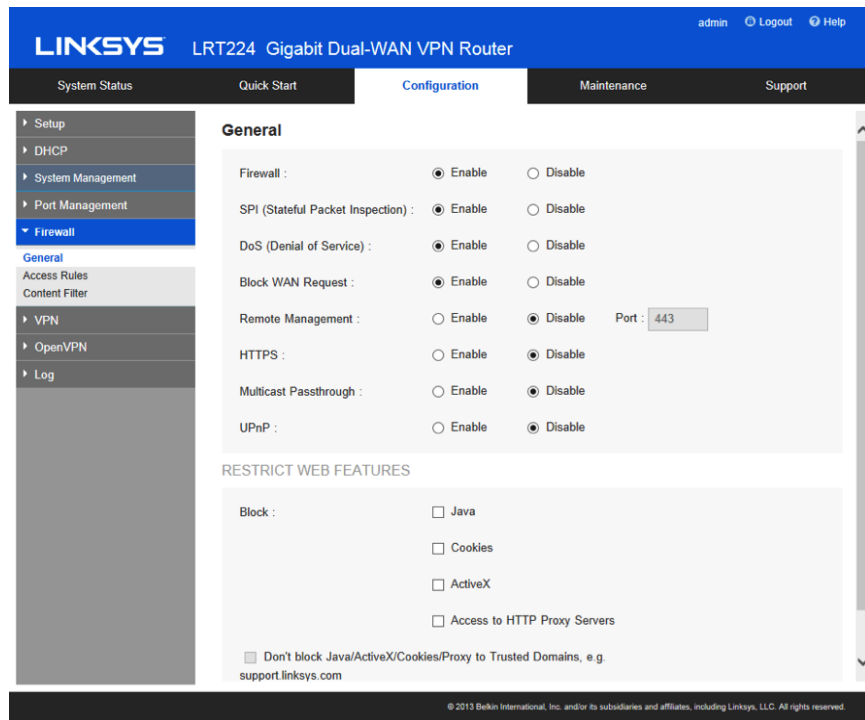 admin Logout Help
LINKSYS LRT224 Gigabit Dual-WAN VPN Router
System Status Quick Start Configuration Maintenance Support
Setup
DHCP
System Management
Port Management
Firewall
General
Access Rules
Content Filter
VPN
OpenVPN
Log
General
Firewall : Enable Disable
SPI (Stateful Packet Inspection) : Enable Disable
DoS (Denial of Service) : Enable Disable
Block WAN Request : Enable Disable
Remote Management : Enable Disable Port : 443
HTTPS : Enable Disable
Multicast Passthrough : Enable Disable
UPnP : Enable Disable
RESTRICT WEB FEATURES
Block : Java
Cookies
ActiveX
Access to HTTP Proxy Servers
Don't block Java/ActiveX/Cookies/Proxy to Trusted Domains, e.g.
support.linksys.com
© 2013 Belkin International, Inc. and/or its subsidiaries and affiliates, including Linksys, LLC. All rights reserved.